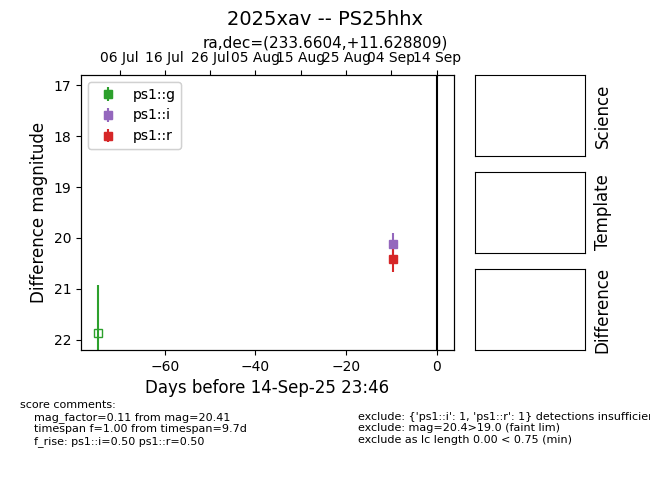 2025xav -- PS25hhx
ra,dec=(233.6604,+11.628809)
06 Jul 16 Jul 26 Jul 05 Aug 15 Aug 25 Aug 04 Sep 14 Sep
17
18
19
20
21
22
Difference magnitude
ps1::g
ps1::i
ps1::r
−60 −40 −20 0
Days before 14-Sep-25 23:46
Science
Template
Difference
score comments:
mag_factor=0.11 from mag=20.41
timespan f=1.00 from timespan=9.7d
f_rise: ps1::i=0.50 ps1::r=0.50
exclude: {'ps1::i': 1, 'ps1::r': 1} detections insufficie
exclude: mag=20.4>19.0 (faint lim)
exclude as lc length 0.00 < 0.75 (min)